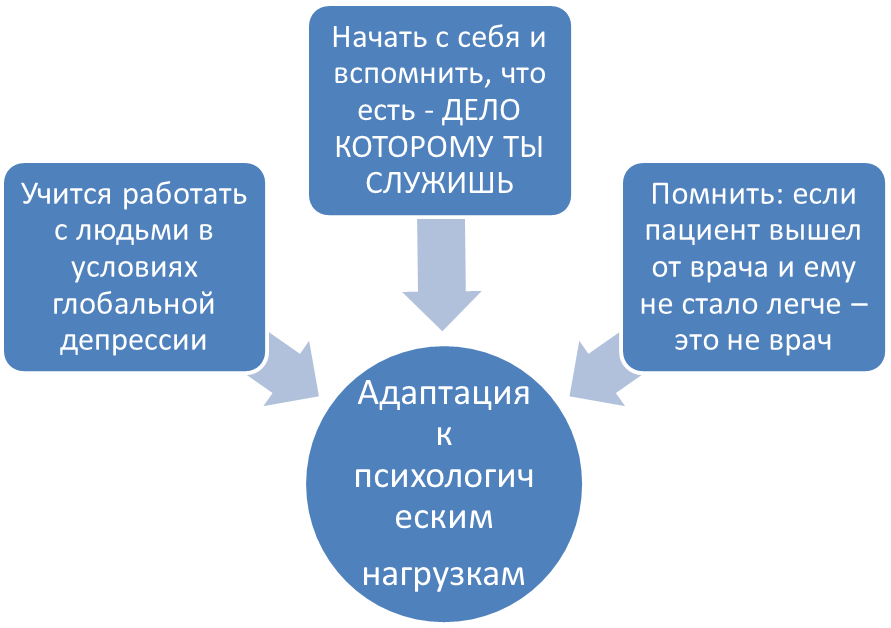 Начать с себя и
вспомнить, что
есть - ДЕЛО
КОТОРОМУ ТЫ
СЛУЖИШЬ
Учится работать
с людьми в
условиях
глобальной
депрессии
Помнить: если
пациент вышел
от врача и ему
не стало легче –
это не врач
Адаптация
к
психологич
еским
нагрузкам